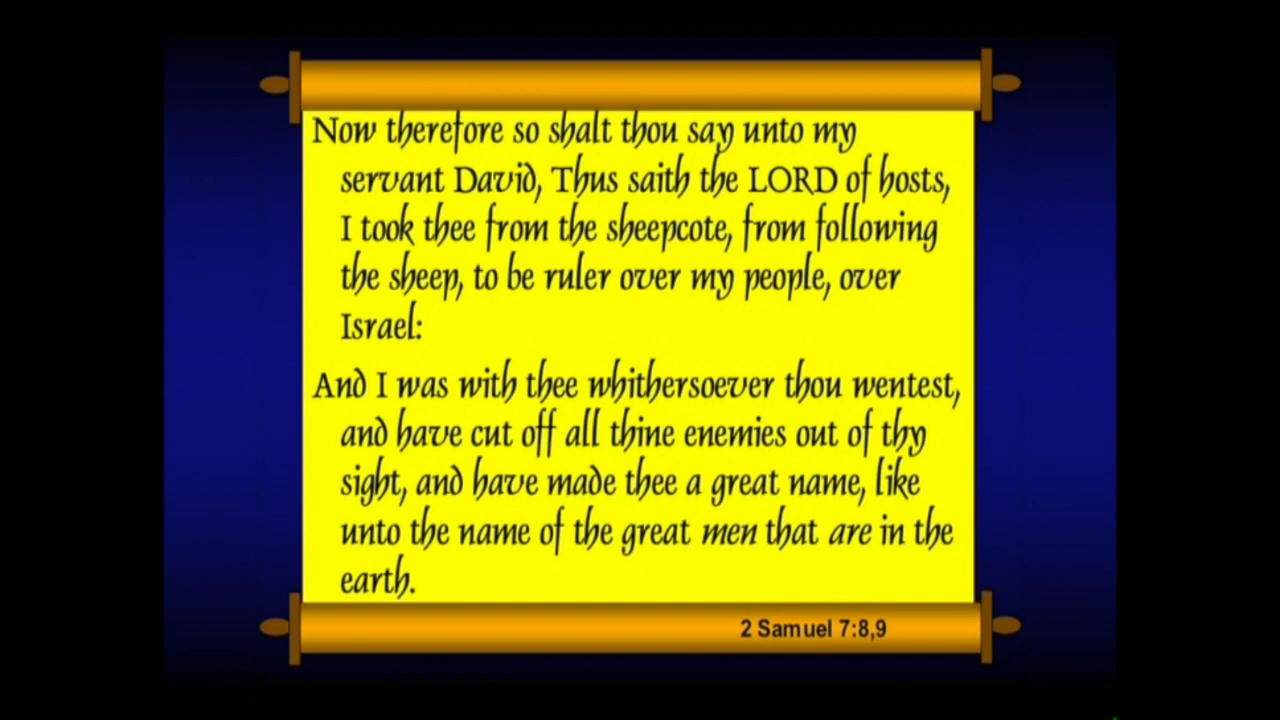 Now therefore so shalt thou say unto my
servant David, Thus saith the LORD of hosts,
I took thee from the sheepcote, from following
the sheep, to be ruler over my people, over
Israel:
And I was with thee whithersoever thou wentest,
and have cut off all thine enemies out of thy
sight, and have made thee a great name, like
unto the name of the great men that are in the
earth.
2 Samuel 7:8,9